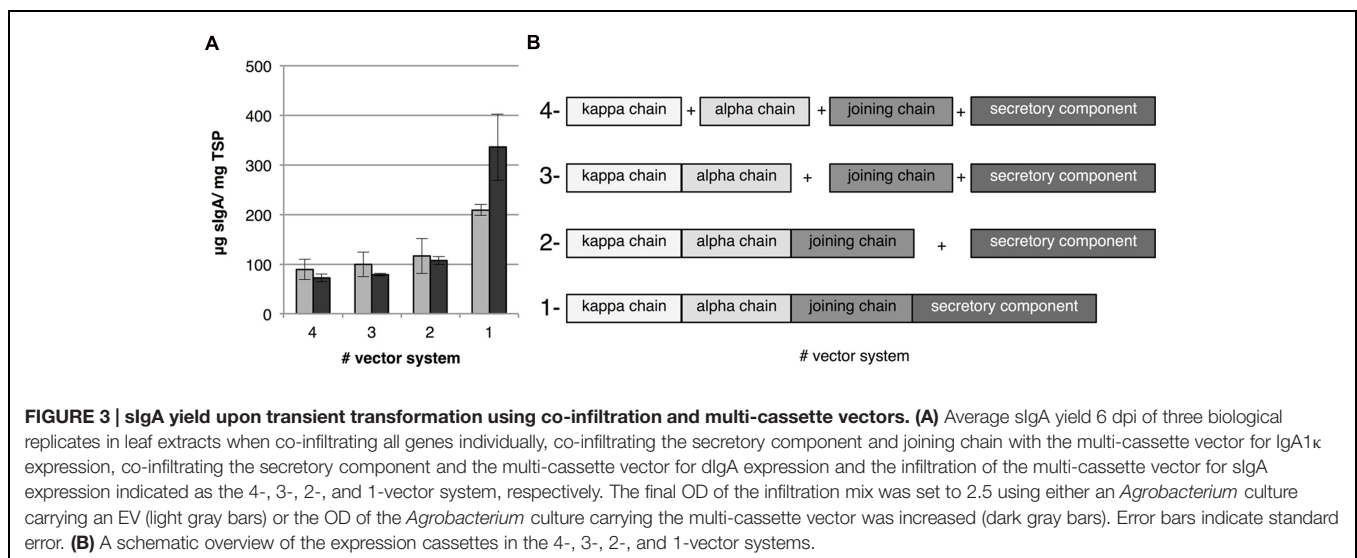 A
B
500
400
300
200
100
0
µg sIgA/ mg TSP
4 3 2 1
# vector system
4- kappa chain + alpha chain + joining chain + secretory component
3- kappa chain alpha chain + joining chain + secretory component
2- kappa chain alpha chain joining chain + secretory component
1- kappa chain alpha chain joining chain secretory component
# vector system
FIGURE 3 | sIgA yield upon transient transformation using co-infiltration and multi-cassette vectors. (A) Average sIgA yield 6 dpi of three biological
replicates in leaf extracts when co-infiltrating all genes individually, co-infiltrating the secretory component and joining chain with the multi-cassette vector for IgA1κ
expression, co-infiltrating the secretory component and the multi-cassette vector for dIgA expression and the infiltration of the multi-cassette vector for sIgA
expression indicated as the 4-, 3-, 2-, and 1-vector system, respectively. The final OD of the infiltration mix was set to 2.5 using either an Agrobacterium culture
carrying an EV (light gray bars) or the OD of the Agrobacterium culture carrying the multi-cassette vector was increased (dark gray bars). Error bars indicate standard
error. (B) A schematic overview of the expression cassettes in the 4-, 3-, 2-, and 1-vector systems.